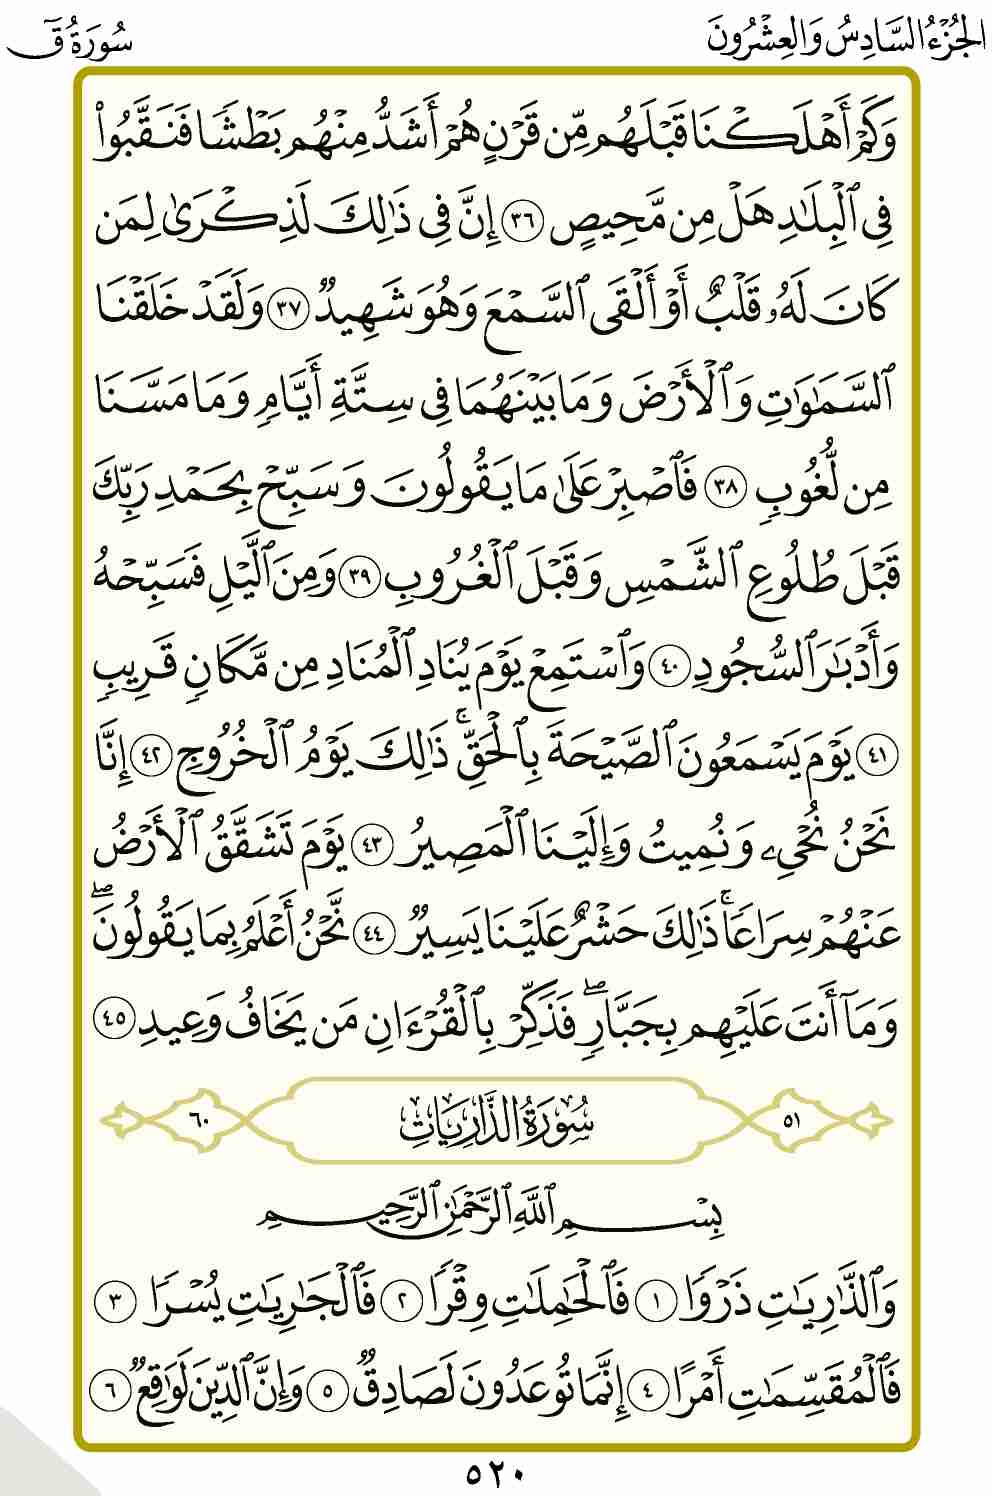 الجُزْءُ السَّادِسُ وَالعِشْرُونَ
سُورَةُ قٓ
وَكَمْ أَهْلَكْنَا قَبْلَهُم مِّن قَرْنٍ هُمْ أَشَدُّ مِنْهُم بَطْشًا فَنَقَّبُوا۟
فِى ٱلْبِلَٰدِ هَلْ مِن مَّحِيصٍ ٣٦ إِنَّ فِى ذَٰلِكَ لَذِكْرَىٰ لِمَن
كَانَ لَهُۥ قَلْبٌ أَوْ أَلْقَى ٱلسَّمْعَ وَهُوَ شَهِيدٌ ٣٧ وَلَقَدْ خَلَقْنَا
ٱلسَّمَٰوَٰتِ وَٱلْأَرْضَ وَمَا بَيْنَهُمَا فِى سِتَّةِ أَيَّامٍ وَمَا مَسَّنَا
مِن لُّغُوبٍ ٣٨ فَٱصْبِرْ عَلَىٰ مَا يَقُولُونَ وَسَبِّحْ بِحَمْدِ رَبِّكَ
قَبْلَ طُلُوعِ ٱلشَّمْسِ وَقَبْلَ ٱلْغُرُوبِ ٣٩ وَمِنَ ٱلَّيْلِ فَسَبِّحْهُ
وَأَدْبَٰرَ ٱلسُّجُودِ ٤٠ وَٱسْتَمِعْ يَوْمَ يُنَادِ ٱلْمُنَادِ مِن مَّكَانٍ قَرِيبٍ
٤١ يَوْمَ يَسْمَعُونَ ٱلصَّيْحَةَ بِٱلْحَقِّ ۚ ذَٰلِكَ يَوْمُ ٱلْخُرُوجِ ٤٢ إِنَّا
نَحْنُ نُحْىِۦ وَنُمِيتُ وَإِلَيْنَا ٱلْمَصِيرُ ٤٣ يَوْمَ تَشَقَّقُ ٱلْأَرْضُ
عَنْهُمْ سِرَاعًا ۚ ذَٰلِكَ حَشْرٌ عَلَيْنَا يَسِيرٌ ٤٤ نَّحْنُ أَعْلَمُ بِمَا يَقُولُونَ ۖ
وَمَآ أَنتَ عَلَيْهِم بِجَبَّارٍ ۖ فَذَكِّرْ بِٱلْقُرْءَانِ مَن يَخَافُ وَعِيدِ ٤٥
٥١ سُورَةُ الذَّارِيَاتِ ٦٠
بِسْمِ ٱللَّهِ ٱلرَّحْمَٰنِ ٱلرَّحِيمِ
وَٱلذَّٰرِيَٰتِ ذَرْوًا ١ فَٱلْحَٰمِلَٰتِ وِقْرًا ٢ فَٱلْجَٰرِيَٰتِ يُسْرًا ٣
فَٱلْمُقَسِّمَٰتِ أَمْرًا ٤ إِنَّمَا تُوعَدُونَ لَصَادِقٌ ٥ وَإِنَّ ٱلدِّينَ لَوَٰقِعٌ ٦
٥٢٠